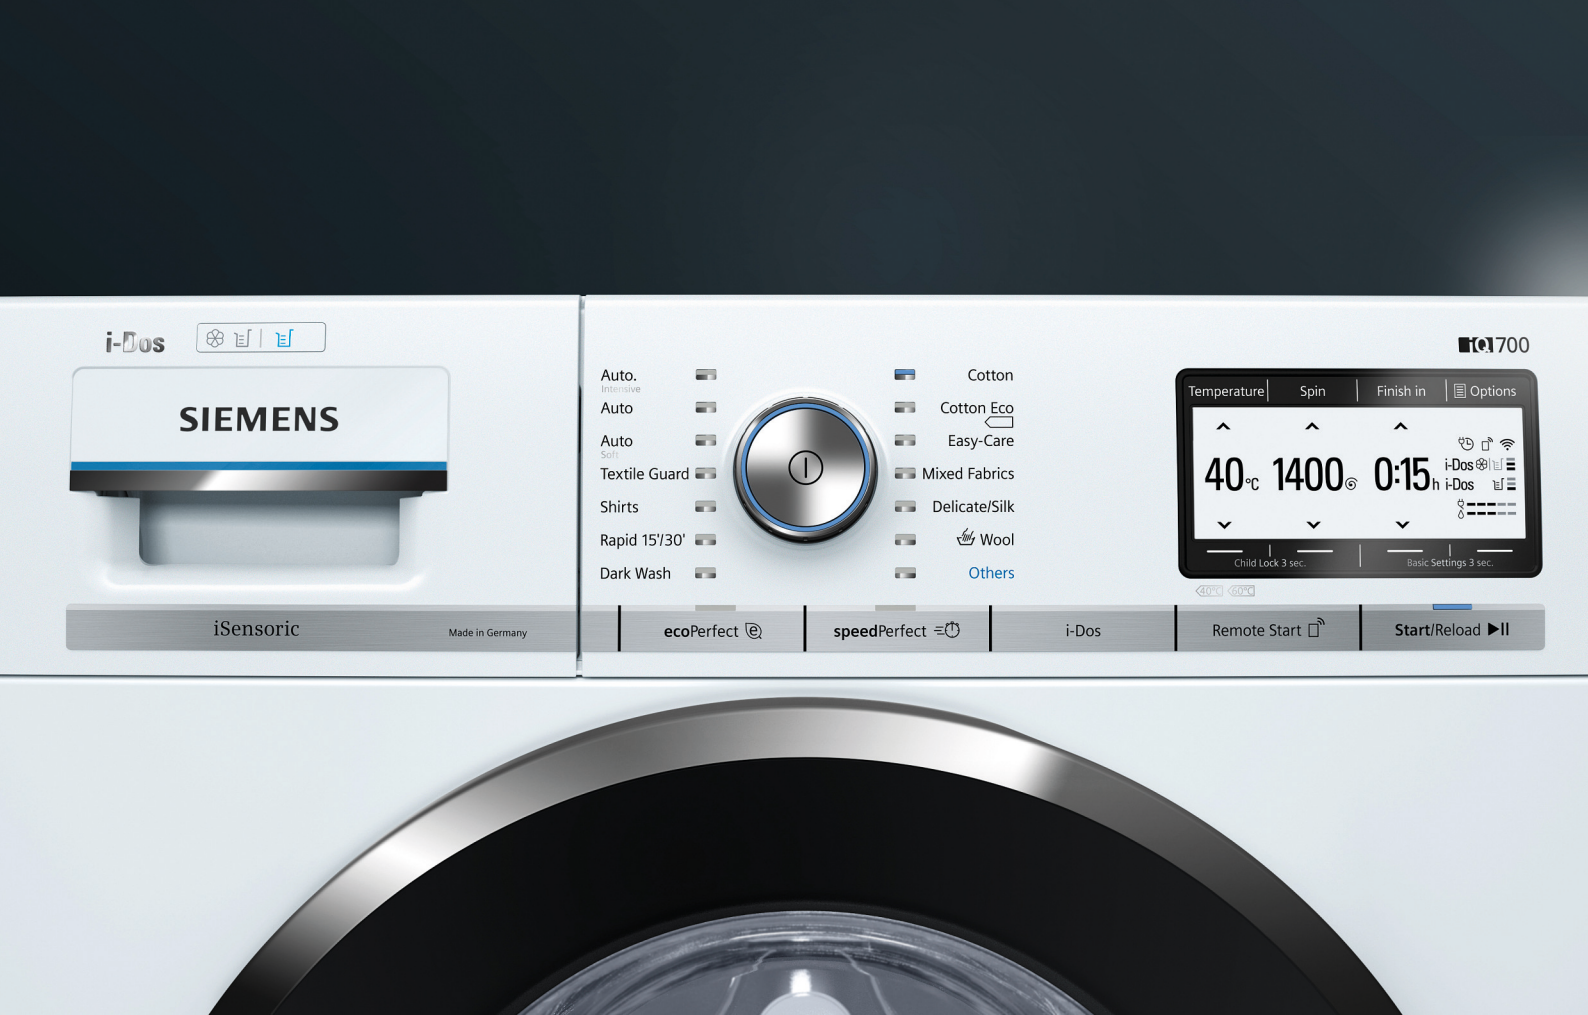 i-Dos
SIEMENS
iSensoric
Made in Germany
Auto.
Intensive
Auto
Auto
Soft
Textile Guard
Shirts
Rapid 15'/30'
Dark Wash
Cotton
Cotton Eco
Easy-Care
Mixed Fabrics
Delicate/Silk
Wool
Others
iQ700
Temperature
Spin
Finish in
Options
40°C
1400
0:15h
i-Dos
i-Dos
Child Lock 3 sec.
Basic Settings 3 sec.
40°C
60°C
ecoPerfect
speedPerfect
i-Dos
Remote Start
Start/Reload